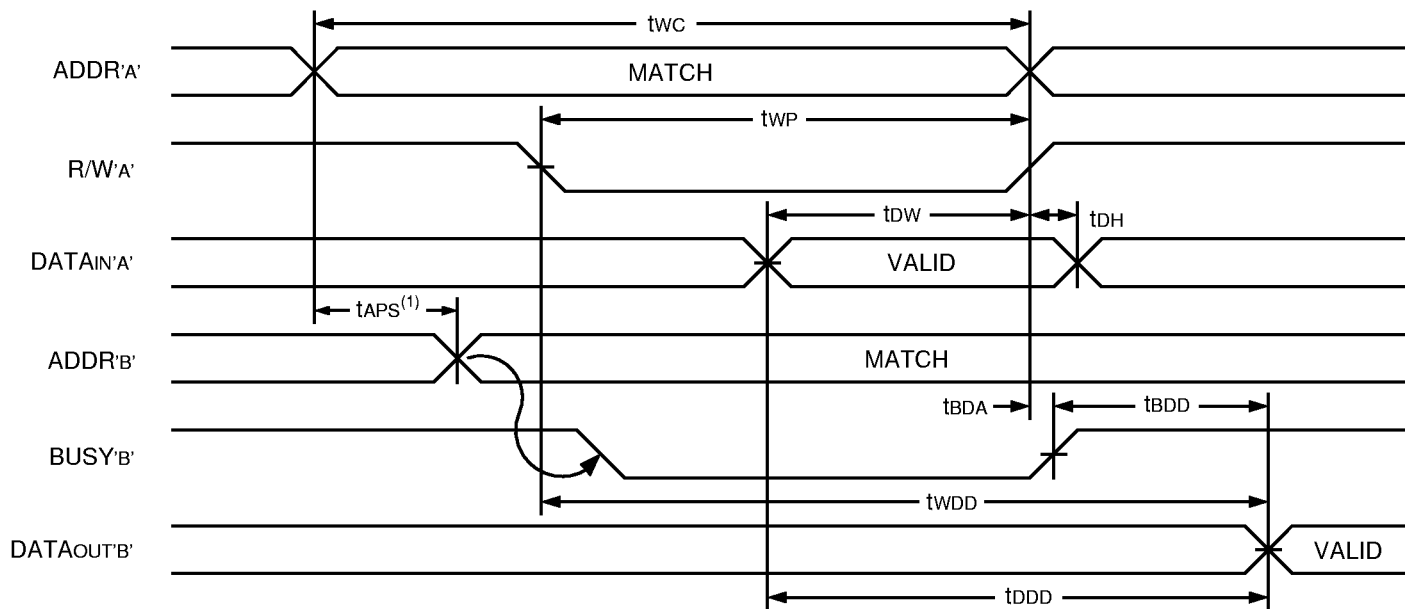 tWC
ADDR'A'
MATCH
tWP
R/W'A'
tDW
tDH
DATAIN'A'
VALID
tAPS(1)
ADDR'B'
MATCH
tBDA
tBDD
BUSY'B'
tWDD
DATAOUT'B'
VALID
tDDD